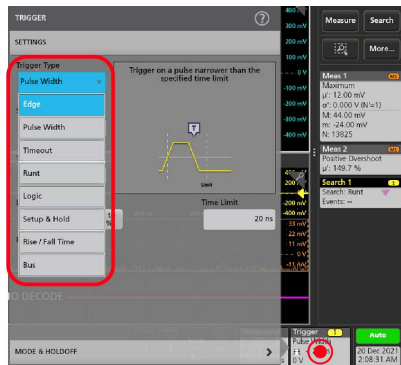 TRIGGER
?
SETTINGS
Trigger Type
Pulse Width
Edge
Pulse Width
Timeout
Runt
Logic
Setup & Hold
Rise / Fall Time
Bus
Trigger on a pulse narrower than the
specified time limit
T
Limit
Time Limit
20 ns
O DECODE
MODE & HOLDOFF
300 mV
200 mV
100 mV
0 V
-100 mV
-200 mV
-300 mV
-400 mV
-400 mV
33 mV
22 mV
11 mV
0 V
-11 mV
Measure
Search
More...
Meas 1
Maximum
µ': 12.00 mV
σ': 0.000 V (N'=1)
M: 44.00 mV
m: -24.00 mV
N: 13825
Meas 2
Positive Overshoot
µ': 149.7 %
Search 1
1
Search: Runt
Events: --
Trigger
1
Pulse Width
0 V
Auto
20 Dec 2021
2:08:31 AM